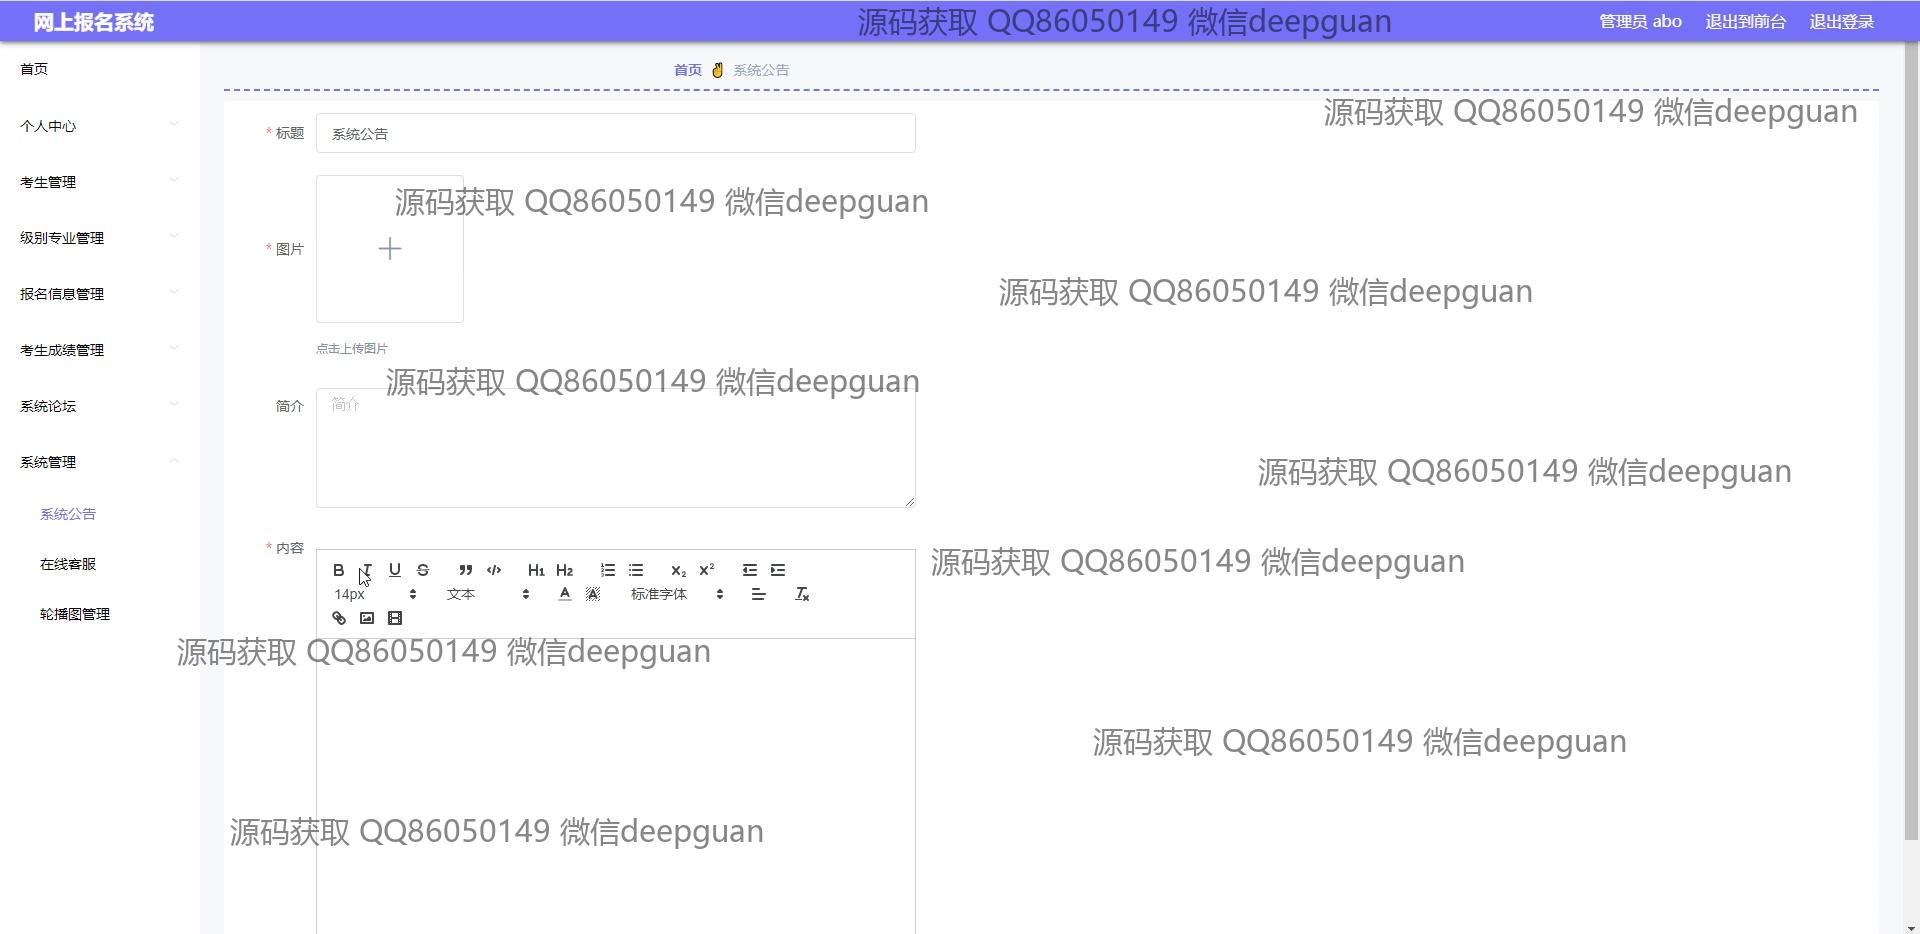 网上报名系统
源码获取 QQ86050149 微信deepguan
管理员 abo
退出到前台
退出登录
首页
个人中心
考生管理
级别专业管理
报名信息管理
考生成绩管理
系统论坛
系统管理
系统公告
在线客服
轮播图管理
首页 ✌ 系统公告
源码获取 QQ86050149 微信deepguan
* 标题 系统公告
源码获取 QQ86050149 微信deepguan
* 图片
源码获取 QQ86050149 微信deepguan
点击上传图片
源码获取 QQ86050149 微信deepguan
简介 简介
源码获取 QQ86050149 微信deepguan
* 内容
源码获取 QQ86050149 微信deepguan
B I U S H1 H2 X₂ X²
14px 文本 A A 标准字体 Tx
源码获取 QQ86050149 微信deepguan
源码获取 QQ86050149 微信deepguan
源码获取 QQ86050149 微信deepguan